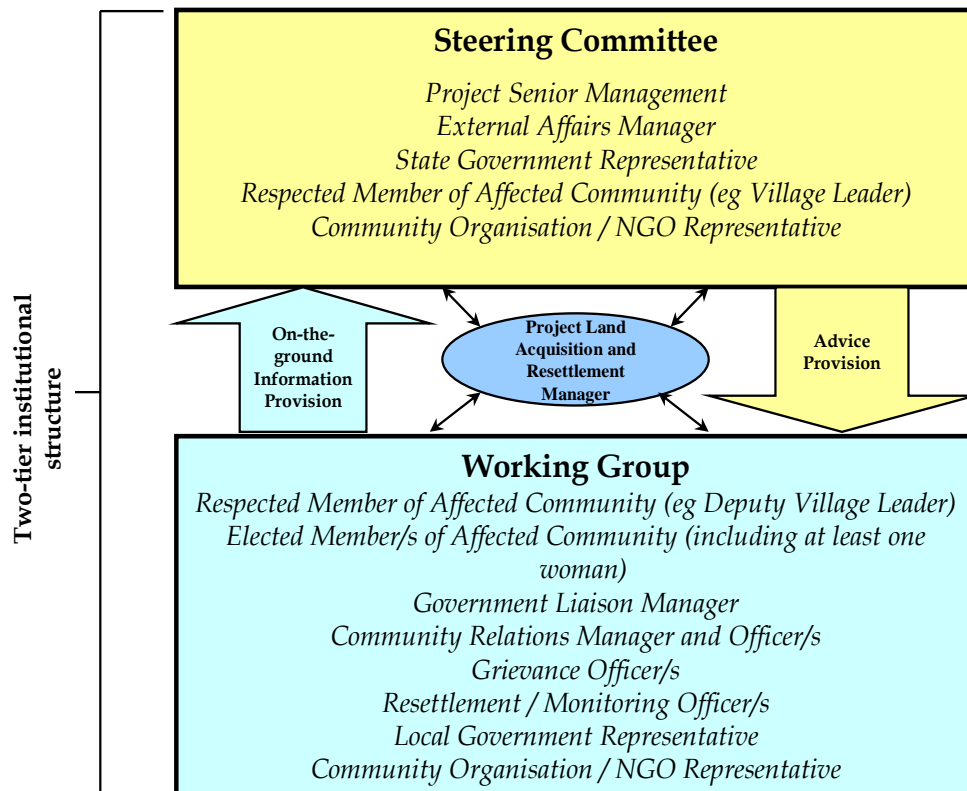 Steering Committee
Project Senior Management
External Affairs Manager
State Government Representative
Respected Member of Affected Community (eg Village Leader)
Community Organisation / NGO Representative
Two-tier institutional
structure
On-the-
ground
Information
Provision
Project Land
Acquisition and
Resettlement
Manager
Advice
Provision
Working Group
Respected Member of Affected Community (eg Deputy Village Leader)
Elected Member/s of Affected Community (including at least one
woman)
Government Liaison Manager
Community Relations Manager and Officer/s
Grievance Officer/s
Resettlement / Monitoring Officer/s
Local Government Representative
Community Organisation / NGO Representative